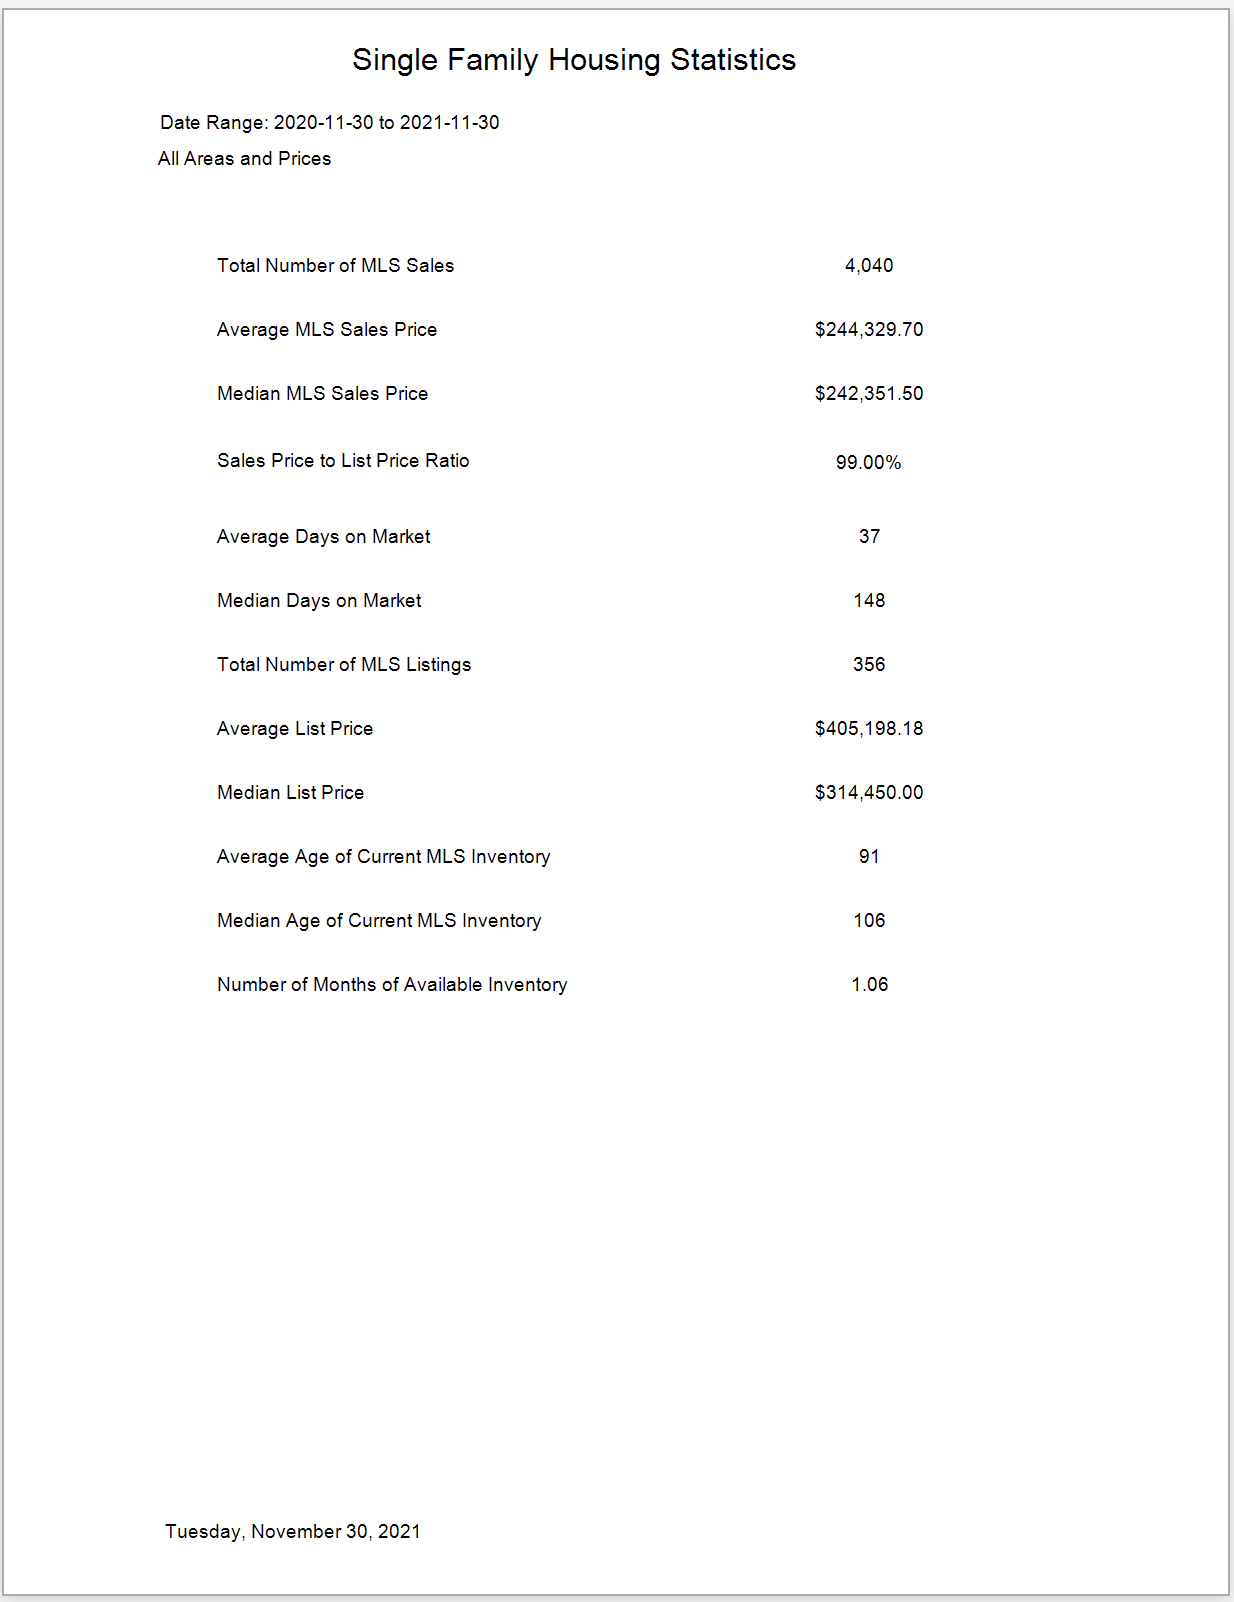 Single Family Housing Statistics
Date Range: 2020-11-30 to 2021-11-30
All Areas and Prices
Total Number of MLS Sales 4,040
Average MLS Sales Price $244,329.70
Median MLS Sales Price $242,351.50
Sales Price to List Price Ratio 99.00%
Average Days on Market 37
Median Days on Market 148
Total Number of MLS Listings 356
Average List Price $405,198.18
Median List Price $314,450.00
Average Age of Current MLS Inventory 91
Median Age of Current MLS Inventory 106
Number of Months of Available Inventory 1.06
Tuesday, November 30, 2021